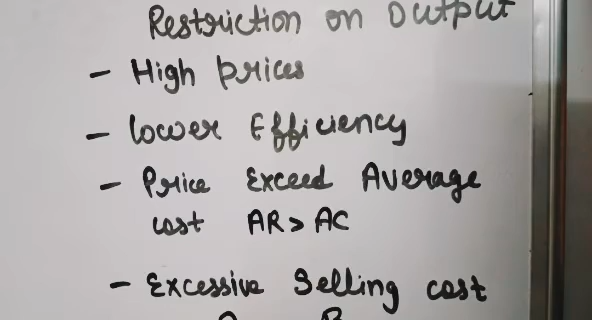 Restriction on Output
- High prices
- lower Efficiency
- Price Exceed Average
cost AR > AC
- Excessive Selling cost